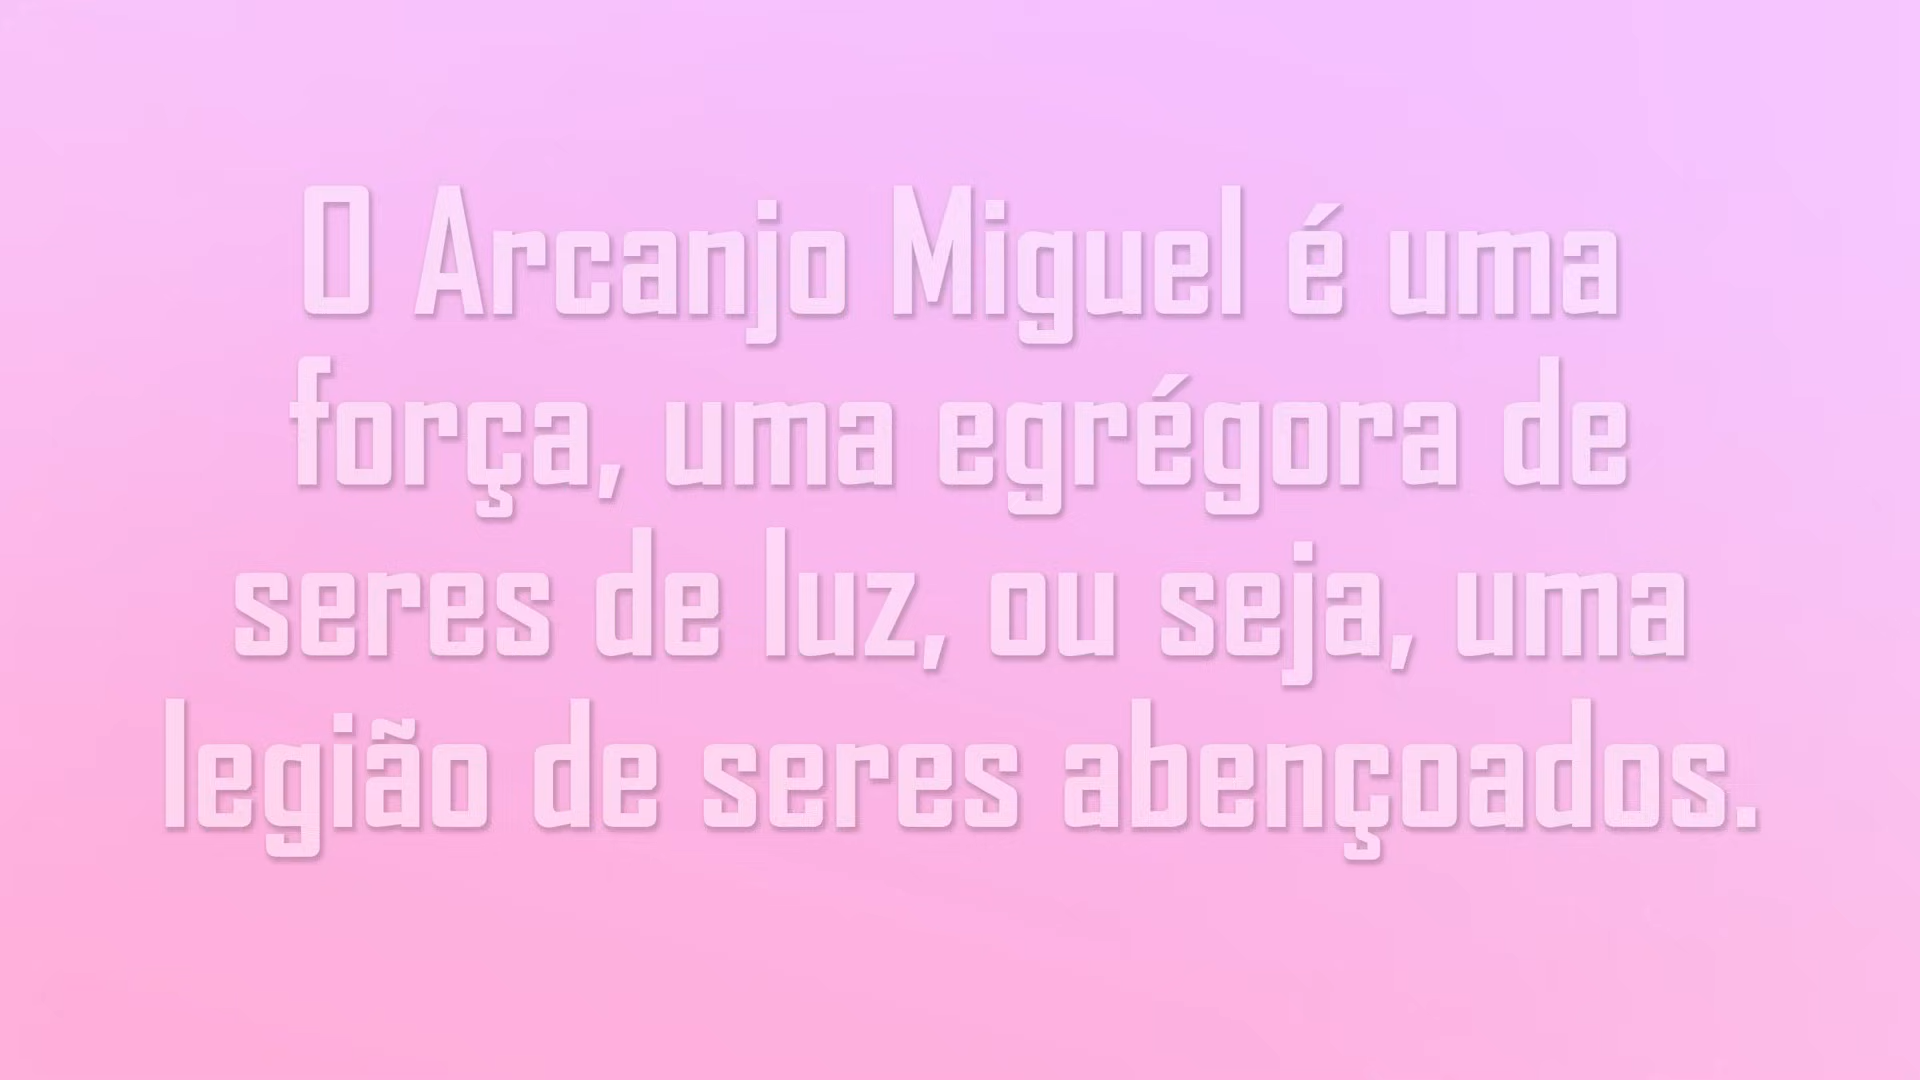 O Arcanjo Miguel é uma
força, uma egrégora de
seres de luz, ou seja, uma
legião de seres abençoados.